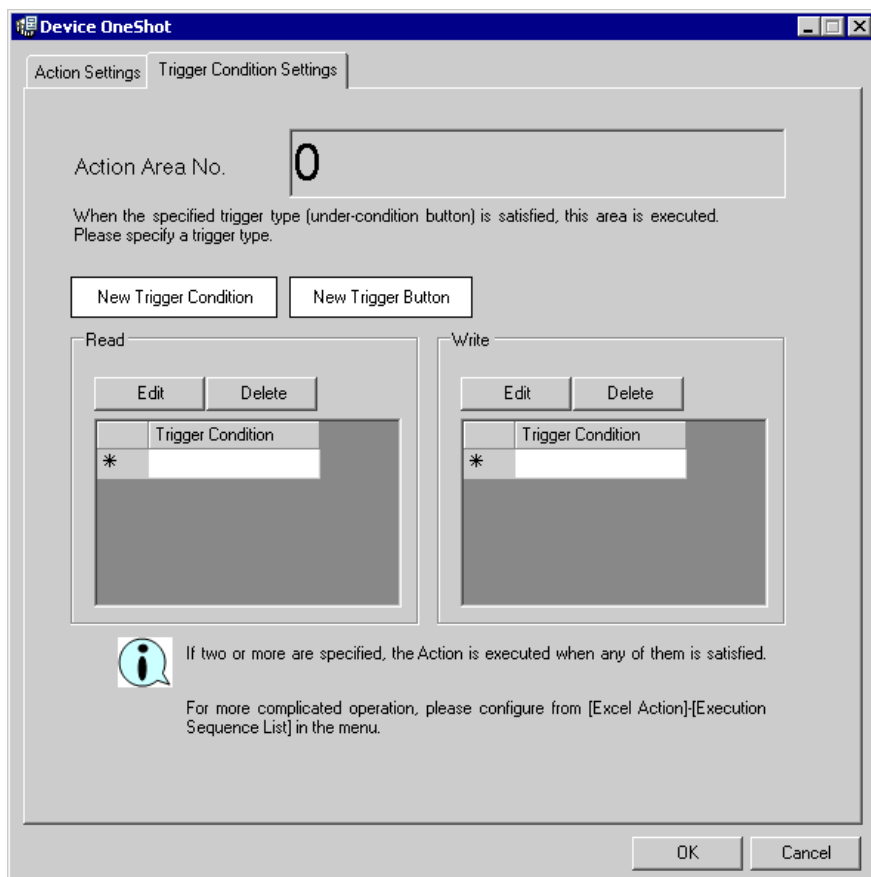 Device OneShot
Action Settings
Trigger Condition Settings
Action Area No.
0
When the specified trigger type (under-condition button) is satisfied, this area is executed.
Please specify a trigger type.
New Trigger Condition
New Trigger Button
Read
Write
Edit
Delete
Edit
Delete
Trigger Condition
Trigger Condition
*
*
If two or more are specified, the Action is executed when any of them is satisfied.
For more complicated operation, please configure from [Excel Action]-[Execution
Sequence List] in the menu.
OK
Cancel